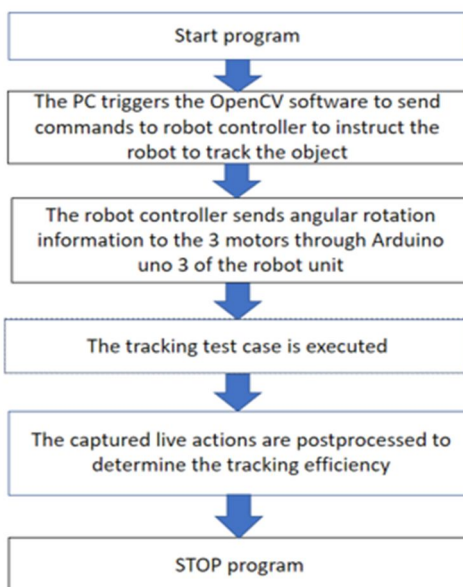 Start program
The PC triggers the OpenCV software to send
commands to robot controller to instruct the
robot to track the object
The robot controller sends angular rotation
information to the 3 motors through Arduino
uno 3 of the robot unit
The tracking test case is executed
The captured live actions are postprocessed to
determine the tracking efficiency
STOP program